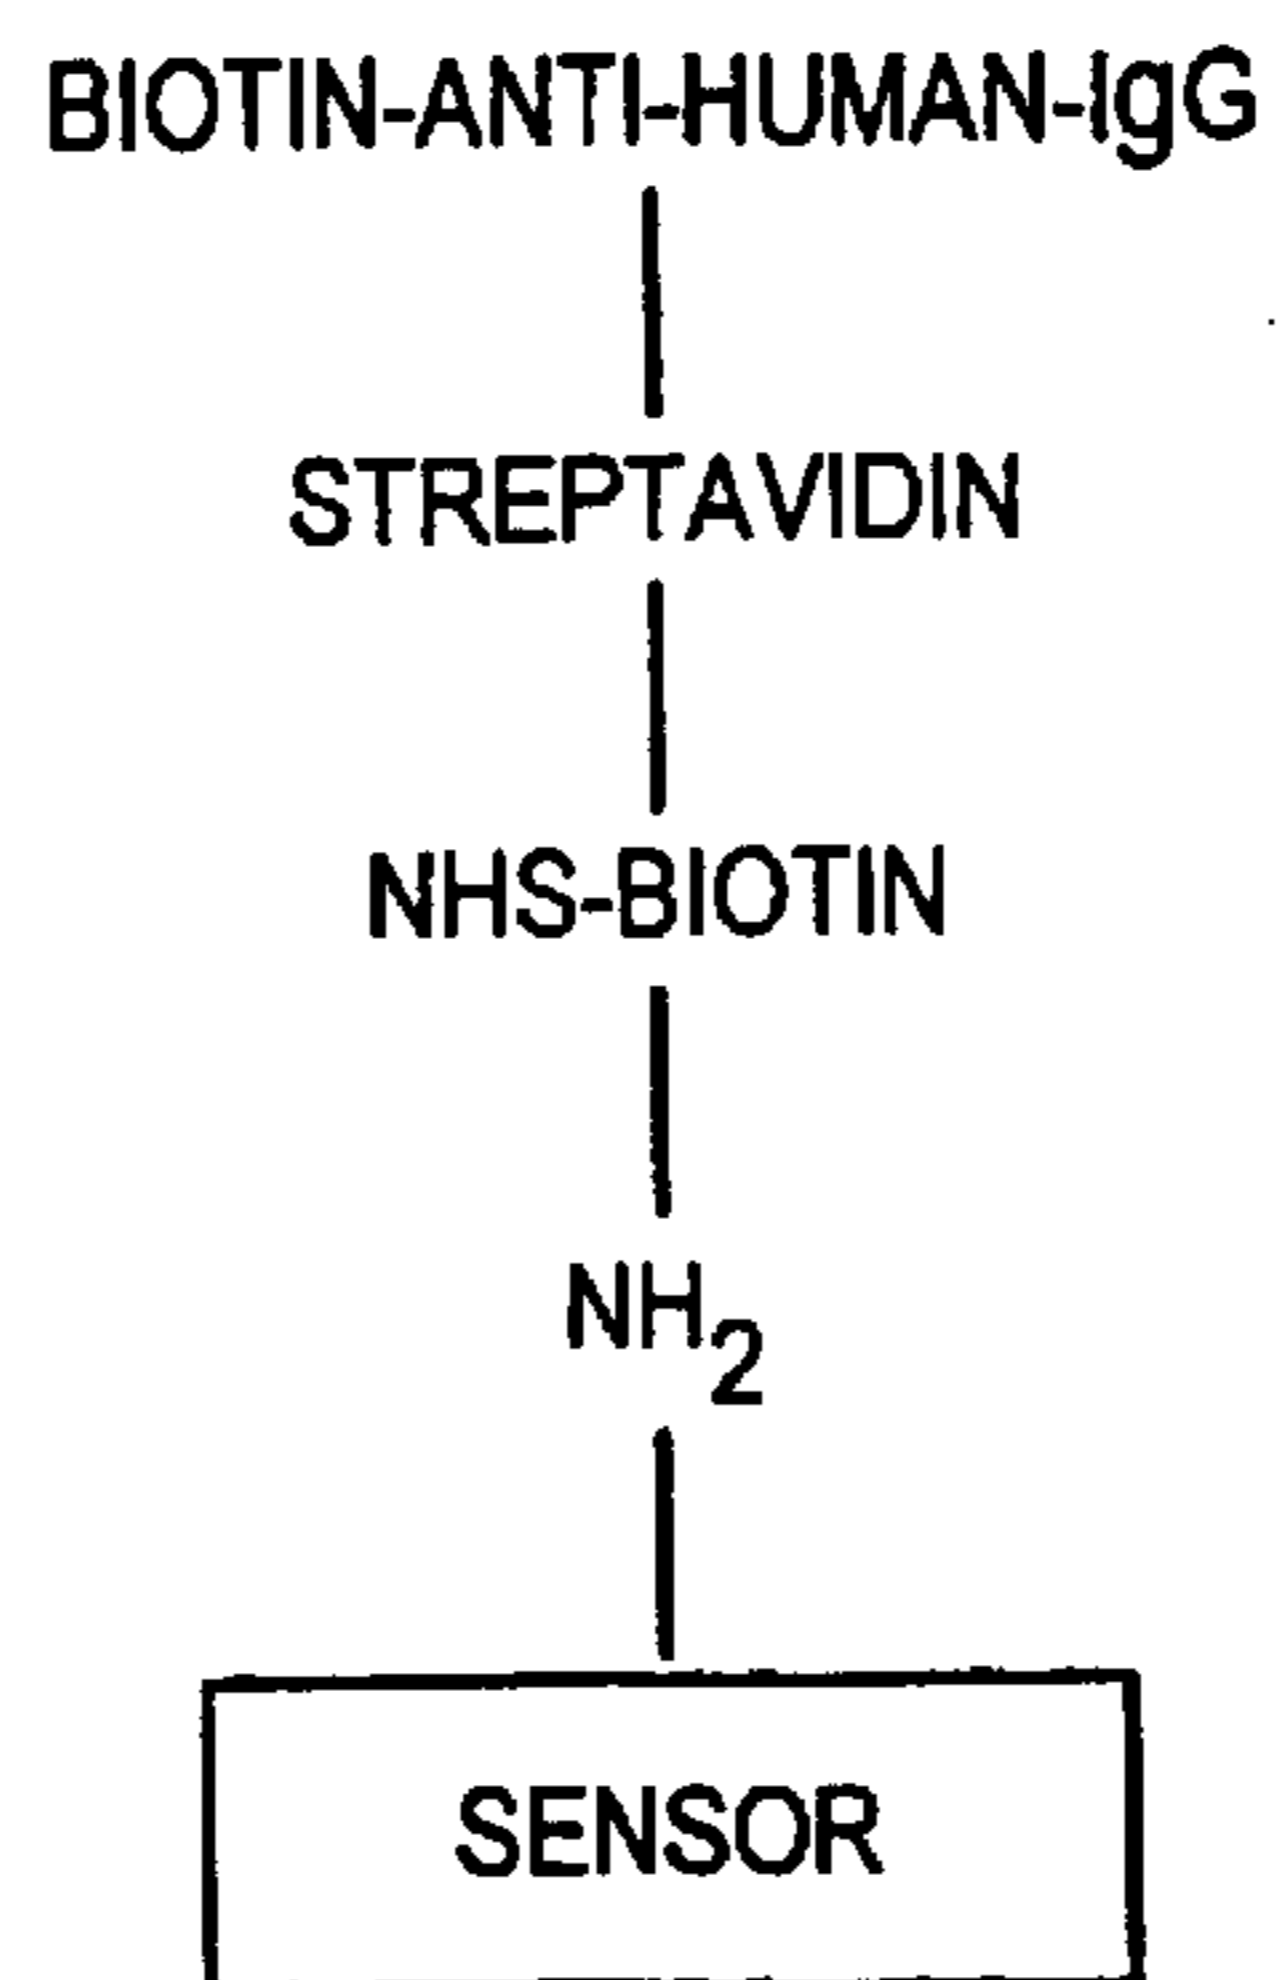 BIOTIN-ANTI-HUMAN-IgG
STREPTAVIDIN
NHS-BIOTIN
NH2
SENSOR